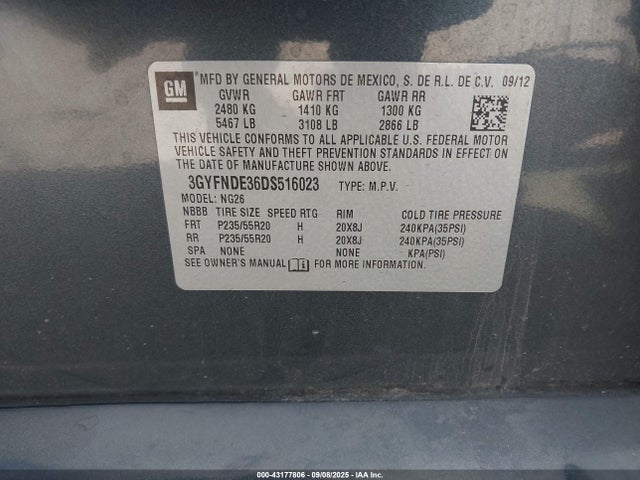 GM
MFD BY GENERAL MOTORS DE MEXICO, S. DE R.L. DE C.V. 09/12
GVWR GAWR FRT GAWR RR
2480 KG 1410 KG 1300 KG
5467 LB 3108 LB 2866 LB
THIS VEHICLE CONFORMS TO ALL APPLICABLE U.S. FEDERAL MOTOR
VEHICLE SAFETY AND THEFT PREVENTION STANDARDS IN EFFECT ON
THE DATE OF MANUFACTURE SHOWN ABOVE.
3GYFNDE36DS516023 TYPE: M.P.V.
MODEL: NG26
NBBB TIRE SIZE SPEED RTG RIM COLD TIRE PRESSURE
FRT P235/55R20 H 20X8J 240KPA(35PSI)
RR P235/55R20 H 20X8J 240KPA(35PSI)
SPA NONE NONE KPA(PSI)
SEE OWNER'S MANUAL FOR MORE INFORMATION.
000-43177806 - 09/08/2025 - IAA Inc.